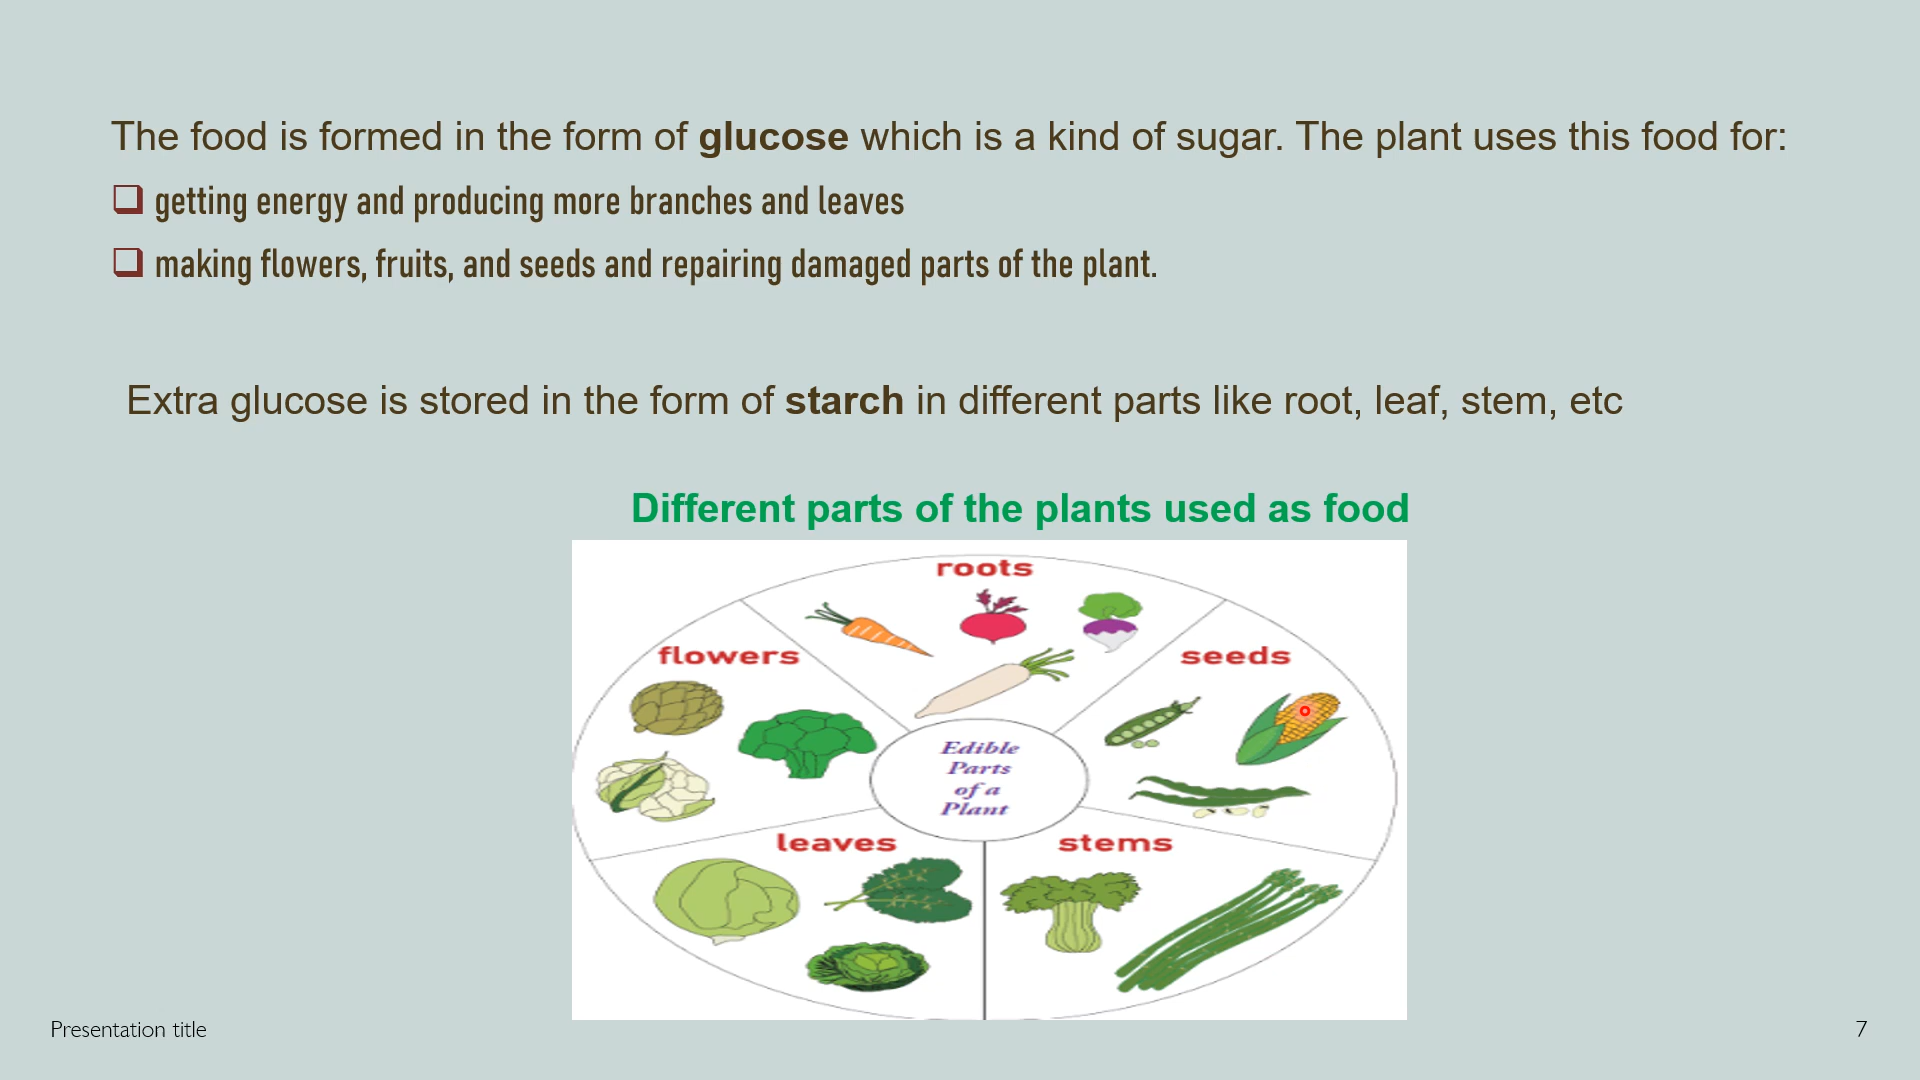 The food is formed in the form of glucose which is a kind of sugar. The plant uses this food for:
getting energy and producing more branches and leaves
making flowers, fruits, and seeds and repairing damaged parts of the plant.
Extra glucose is stored in the form of starch in different parts like root, leaf, stem, etc
Different parts of the plants used as food
roots
flowers
seeds
Edible
Parts
of a
Plant
leaves
stems
Presentation title
7